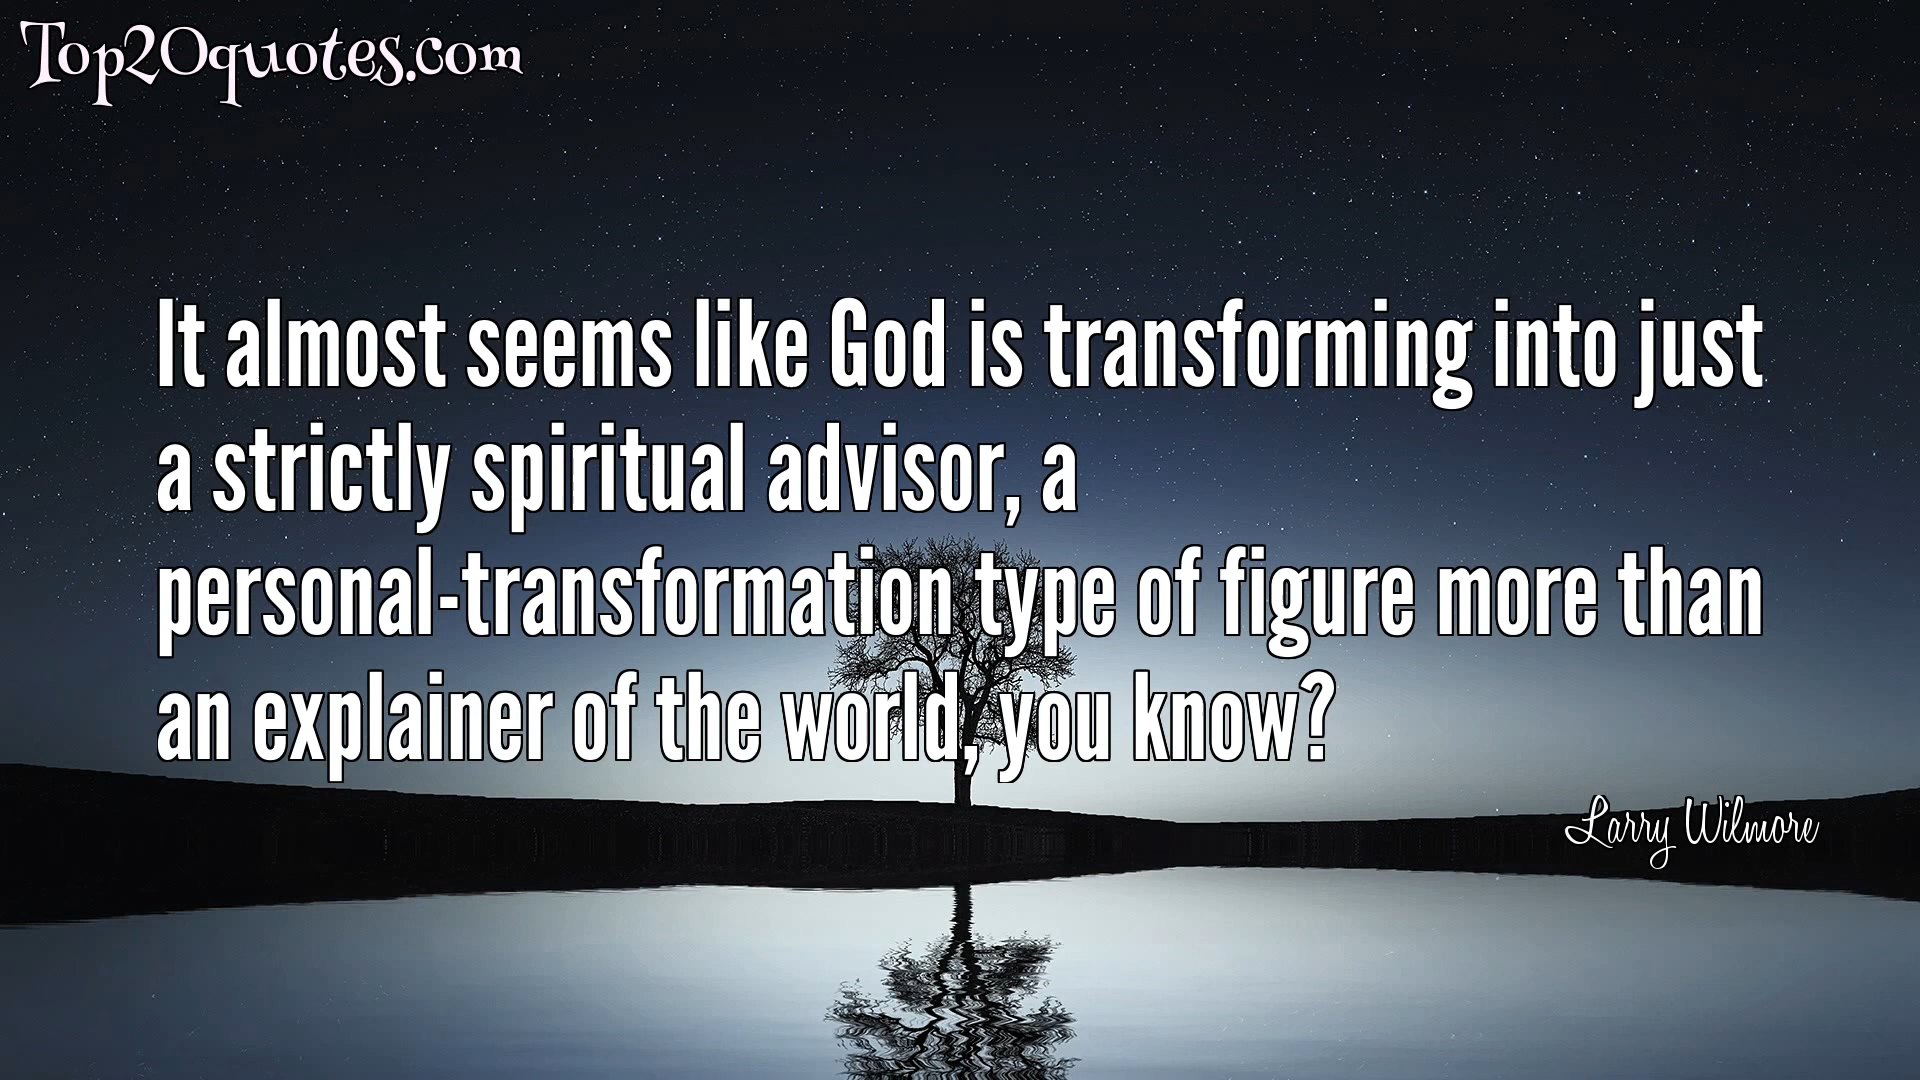 Top20quotes.com
It almost seems like God is transforming into just
a strictly spiritual advisor, a
personal-transformation type of figure more than
an explainer of the world, you know?
Larry Wilmore